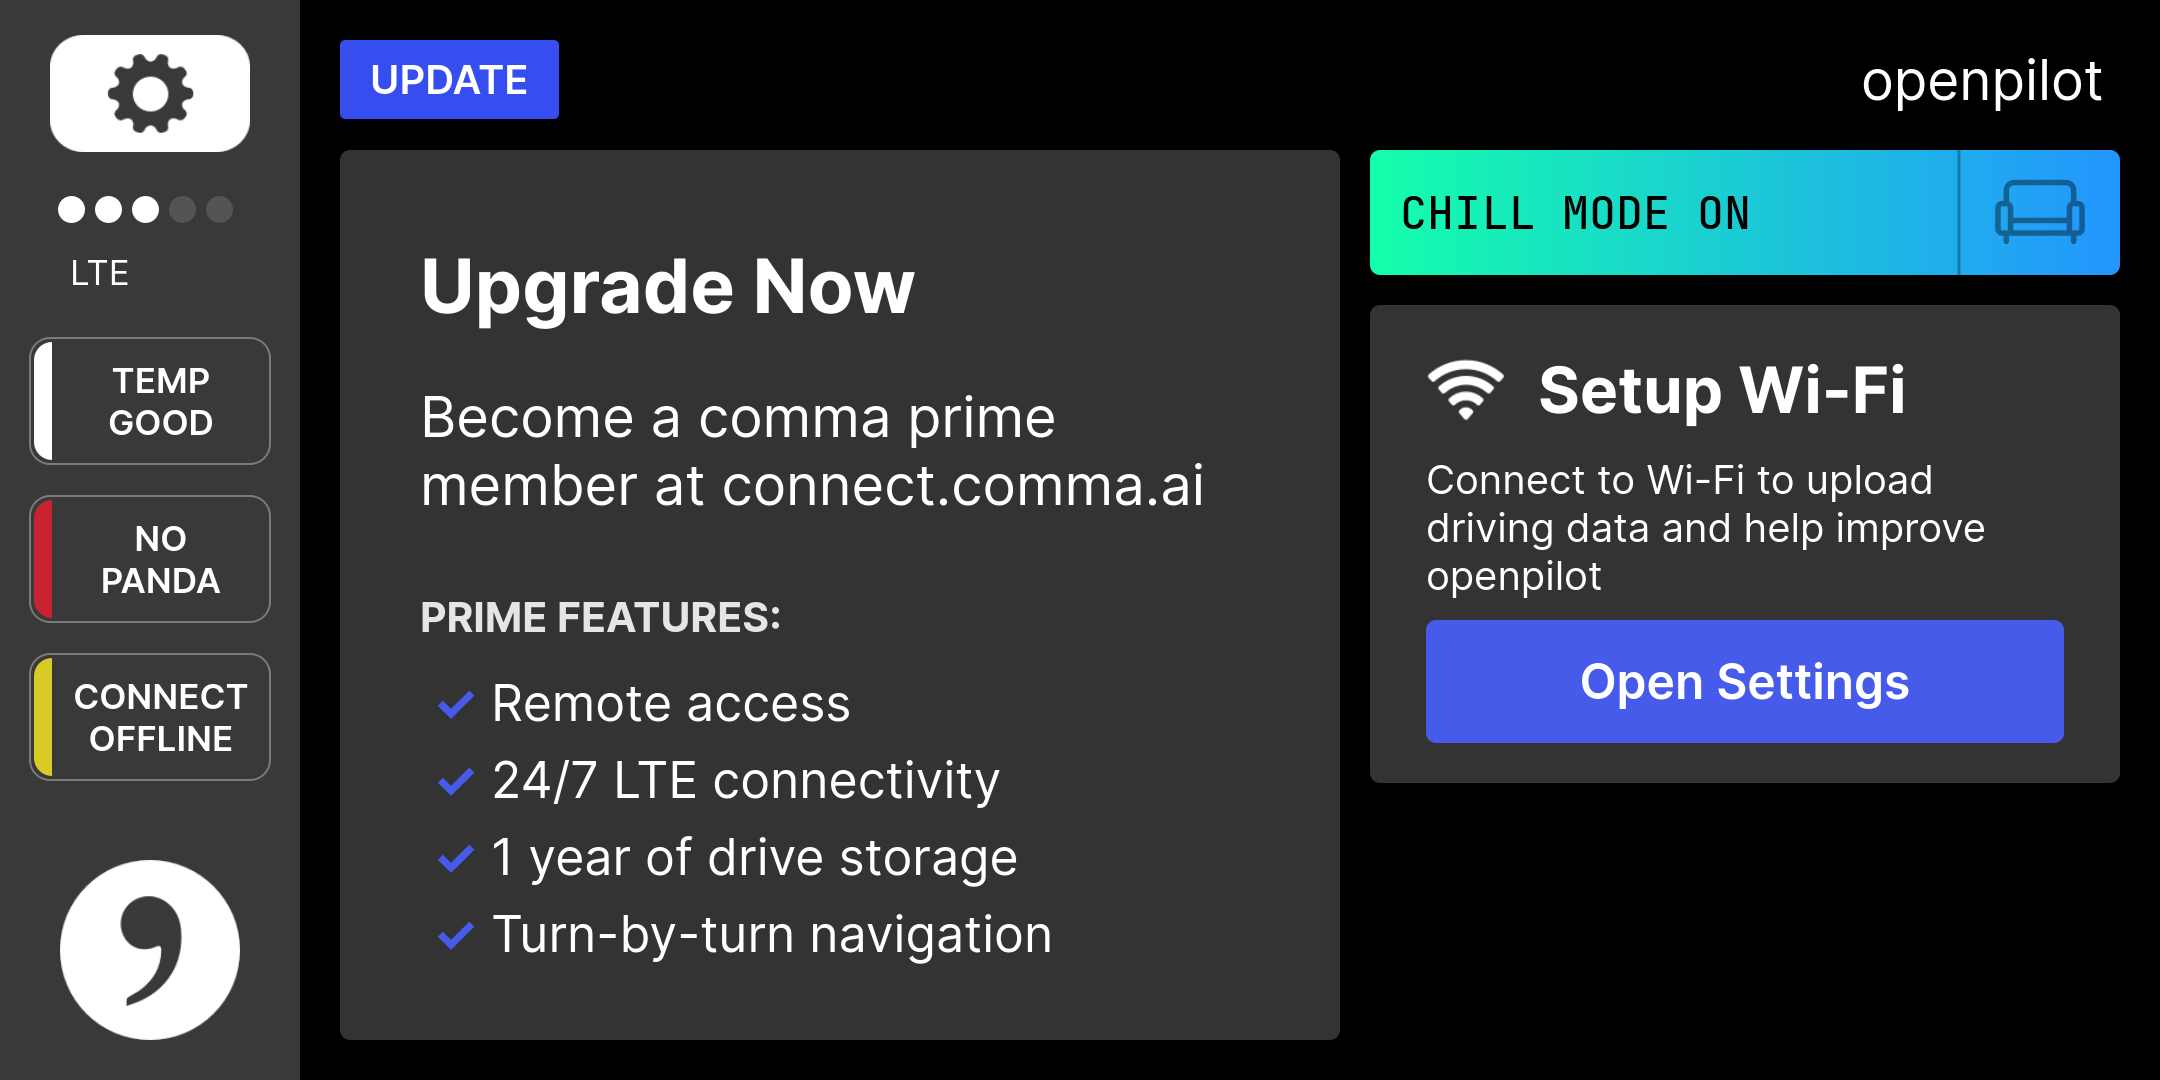 LTE
TEMP
GOOD
NO
PANDA
CONNECT
OFFLINE
UPDATE
openpilot
Upgrade Now
Become a comma prime
member at connect.comma.ai
PRIME FEATURES:
Remote access
24/7 LTE connectivity
1 year of drive storage
Turn-by-turn navigation
CHILL MODE ON
Setup Wi-Fi
Connect to Wi-Fi to upload
driving data and help improve
openpilot
Open Settings